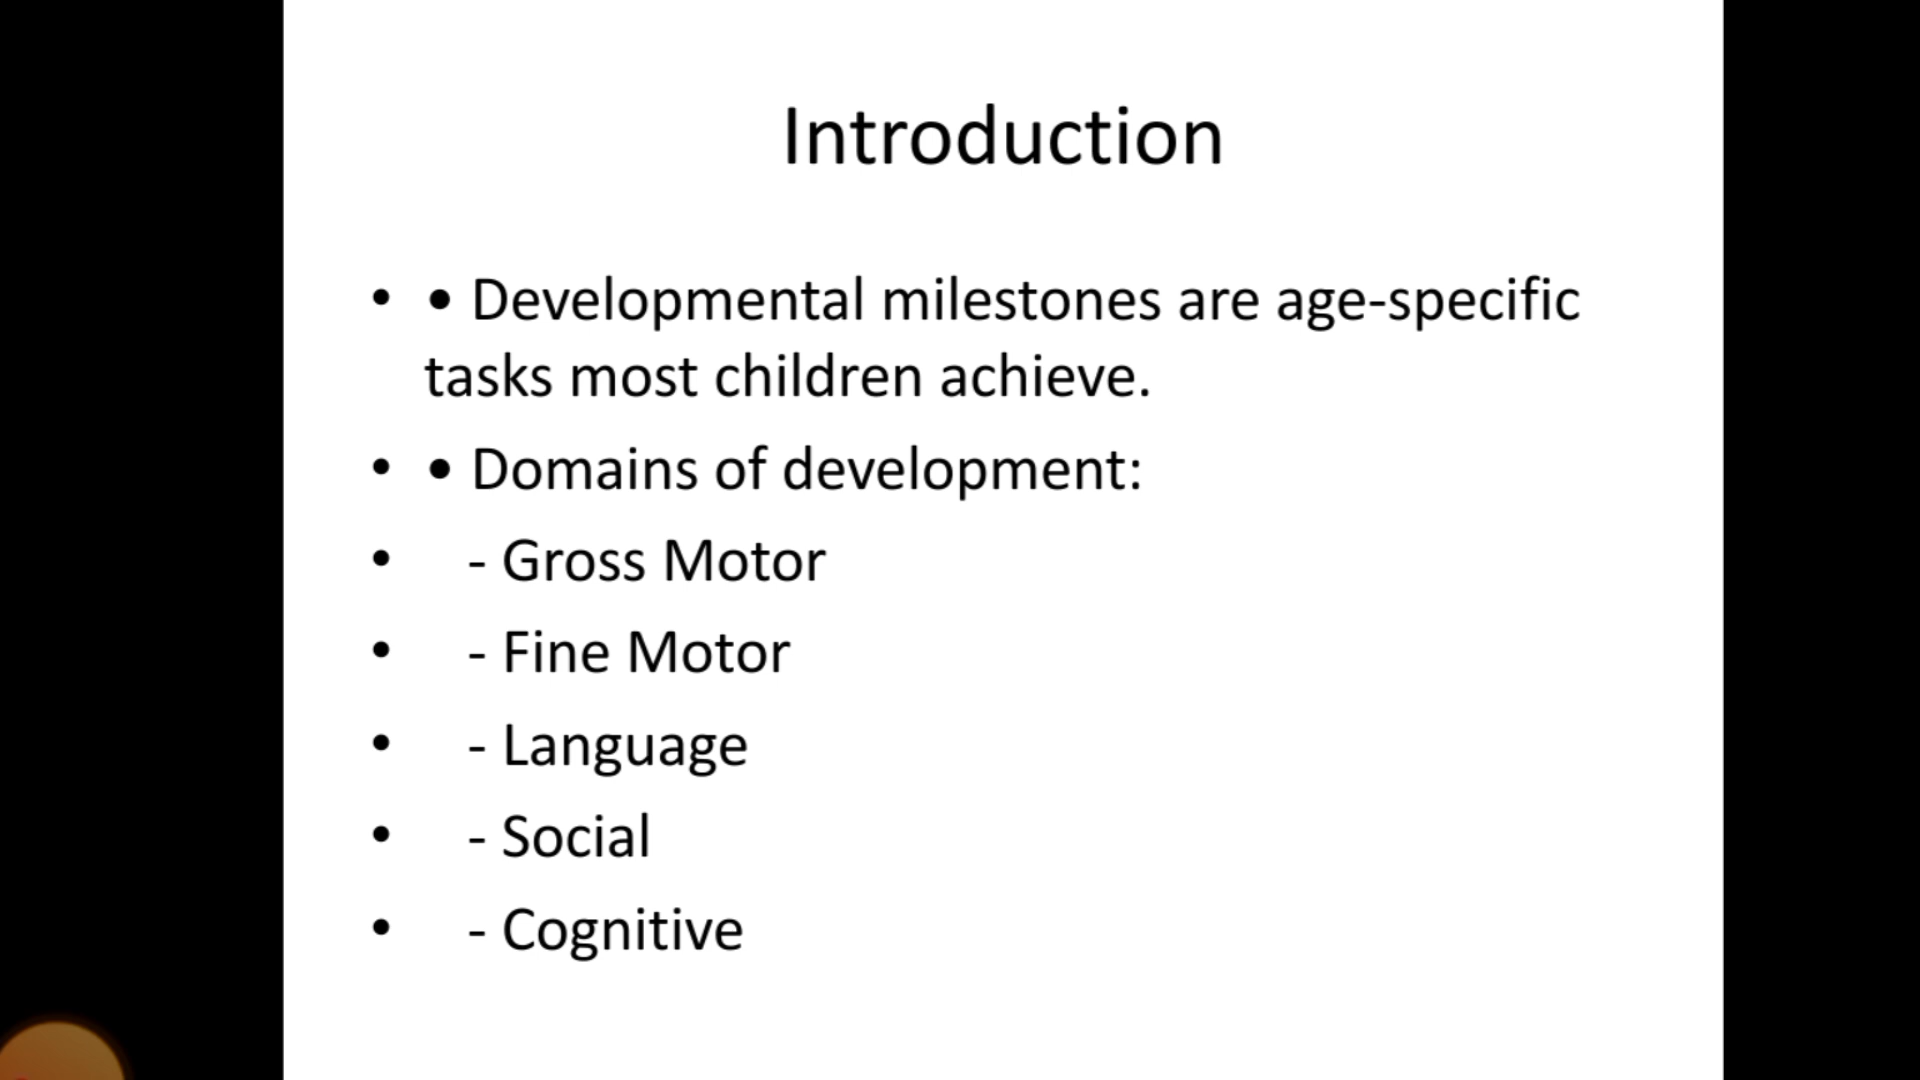 Introduction
• • Developmental milestones are age-specific
tasks most children achieve.
• • Domains of development:
• - Gross Motor
• - Fine Motor
• - Language
• - Social
• - Cognitive